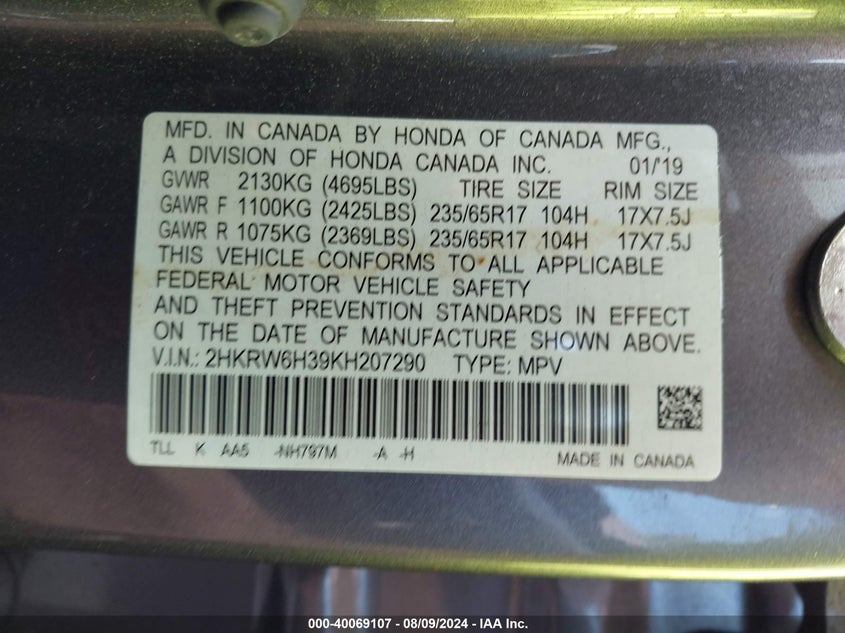 MFD. IN CANADA BY HONDA OF CANADA MFG.,
A DIVISION OF HONDA CANADA INC. 01/'19
GVWR 2130KG (4695LBS) TIRE SIZE RIM SIZE
GAWR F 1100KG (2425LBS) 235/65R17 104H 17X7.5J
GAWR R 1075KG (2369LBS) 235/65R17 104H 17X7.5J
THIS VEHICLE CONFORMS TO ALL APPLICABLE
FEDERAL MOTOR VEHICLE SAFETY
AND THEFT PREVENTION STANDARDS IN EFFECT
ON THE DATE OF MANUFACTURE SHOWN ABOVE.
V.I.N.: 2HKRW6H39KH207290 TYPE: MPV
TLL K AA5 -NH797M -A -H MADE IN CANADA
000-40069107 - 08/09/2024 - IAA Inc.